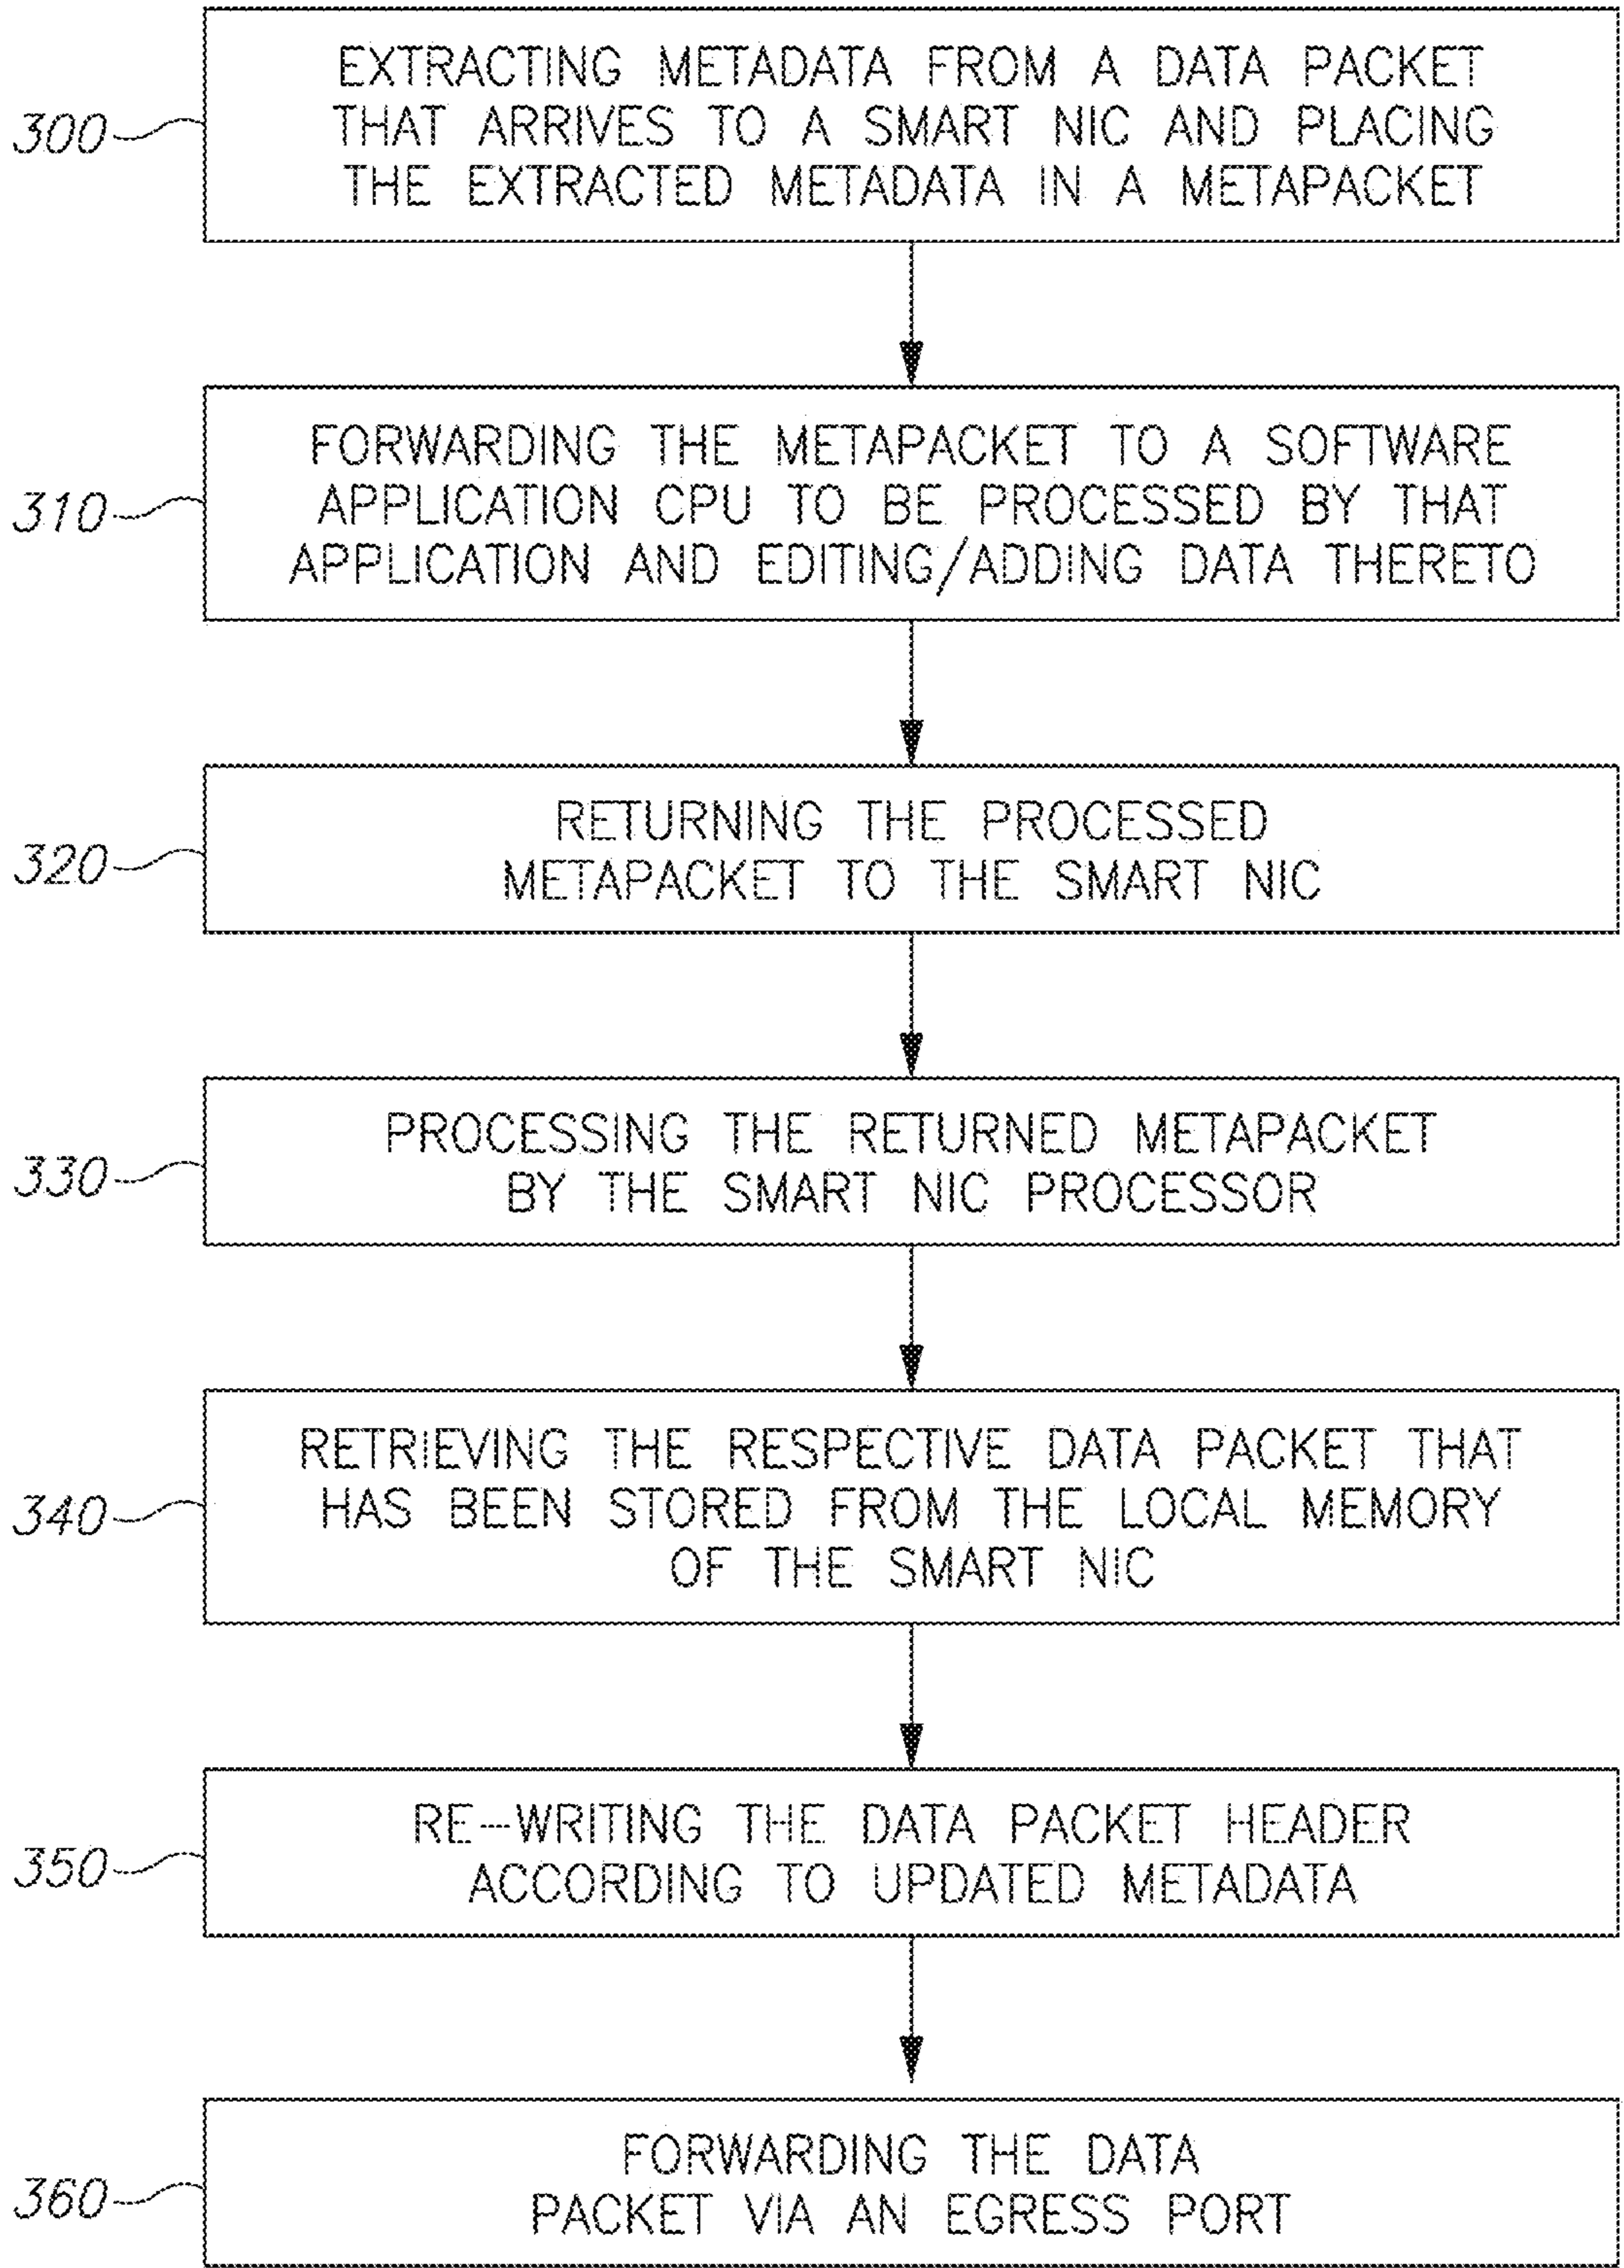 EXTRACTING METADATA FROM A DATA PACKET
THAT ARRIVES TO A SMART NIC AND PLACING
THE EXTRACTED METADATA IN A METAPACKET
300
FORWARDING THE METAPACKET TO A SOFTWARE
APPLICATION CPU TO BE PROCESSED BY THAT
APPLICATION AND EDITING/ADDING DATA THERETO
310
RETURNING THE PROCESSED
METAPACKET TO THE SMART NIC
320
PROCESSING THE RETURNED METAPACKET
BY THE SMART NIC PROCESSOR
330
RETRIEVING THE RESPECTIVE DATA PACKET THAT
HAS BEEN STORED FROM THE LOCAL MEMORY
OF THE SMART NIC
340
RE-WRITING THE DATA PACKET HEADER
ACCORDING TO UPDATED METADATA
350
FORWARDING THE DATA
PACKET VIA AN EGRESS PORT
360